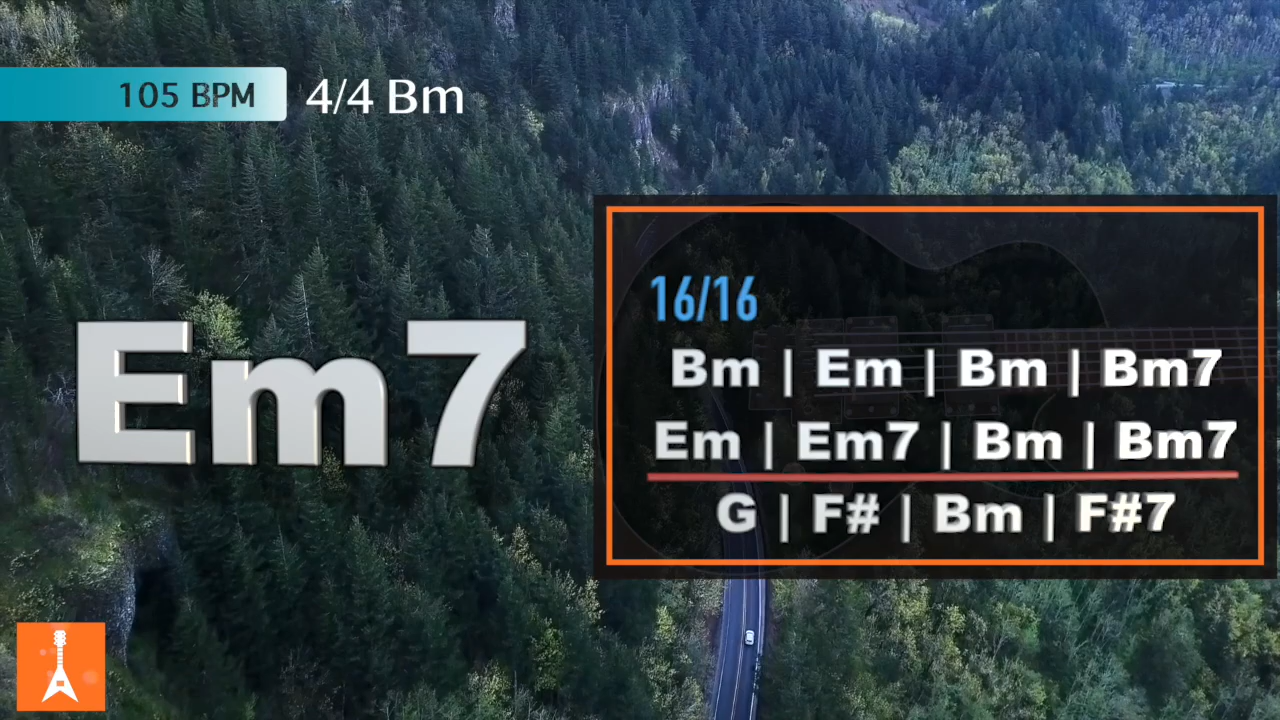 105 BPM 4/4 Bm
Em7
16/16
Bm | Em | Bm | Bm7
Em | Em7 | Bm | Bm7
G | F# | Bm | F#7